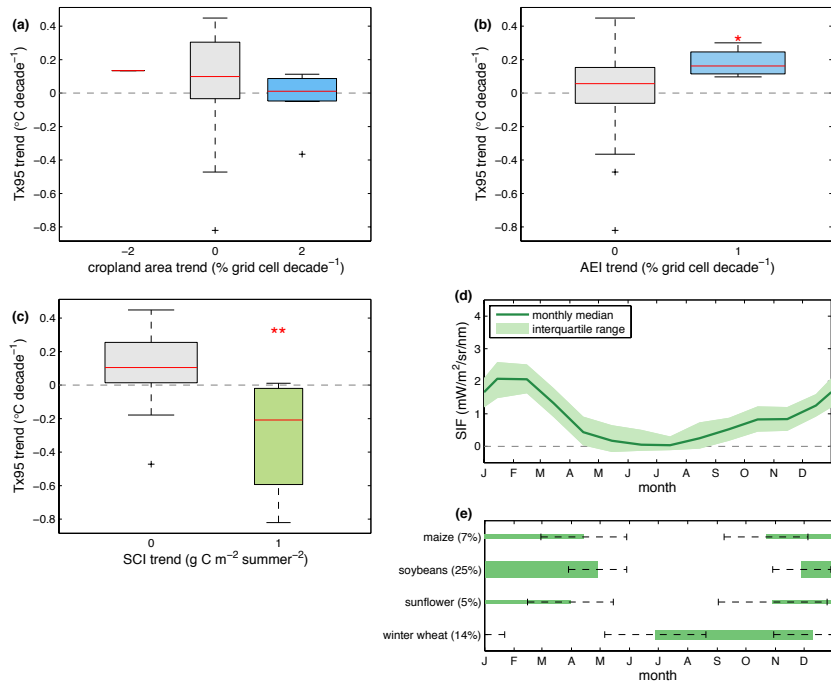 (a)
0.4
0.2
0
−0.2
−0.4
−0.6
−0.8
Tx95 trend (°C decade⁻¹)
−2
0
2
cropland area trend (% grid cell decade⁻¹)
(b)
0.4
0.2
0
−0.2
−0.4
−0.6
−0.8
Tx95 trend (°C decade⁻¹)
*
0
1
AEI trend (% grid cell decade⁻¹)
(c)
0.4
0.2
0
−0.2
−0.4
−0.6
−0.8
Tx95 trend (°C decade⁻¹)
**
0
1
SCI trend (g C m⁻² summer⁻²)
(d)
monthly median
interquartile range
4
3
2
1
0
SIF (mW/m²/sr/nm)
J F M A M J J A S O N D
month
(e)
maize (7%)
soybeans (25%)
sunflower (5%)
winter wheat (14%)
J F M A M J J A S O N D
month